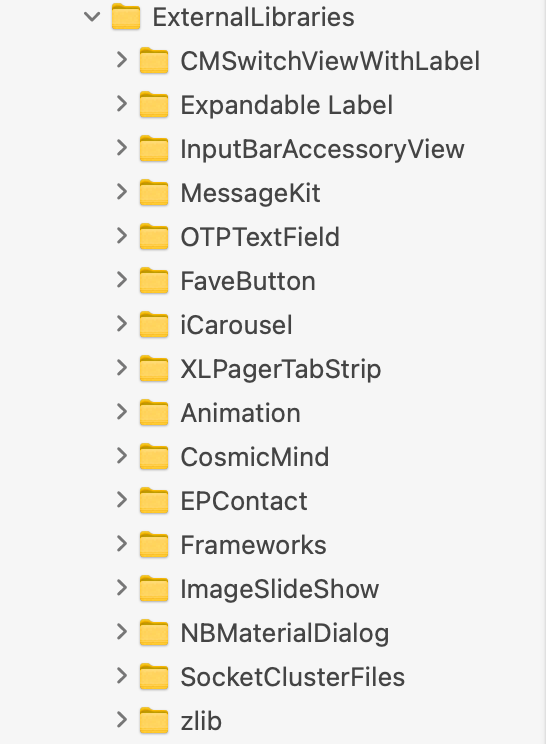 ExternalLibraries
CMSwitchViewWithLabel
Expandable Label
InputBarAccessoryView
MessageKit
OTPTextField
FaveButton
iCarousel
XLPagerTabStrip
Animation
CosmicMind
EPContact
Frameworks
ImageSlideShow
NBMaterialDialog
SocketClusterFiles
zlib